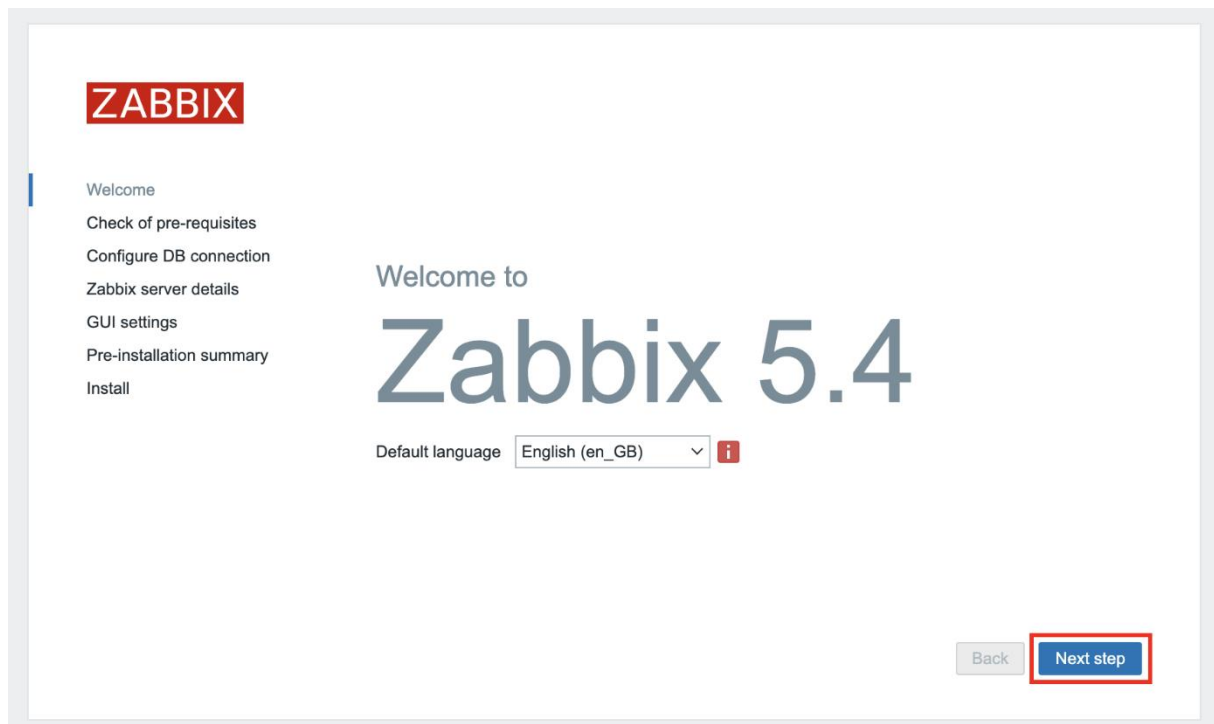 ZABBIX
Welcome
Check of pre-requisites
Configure DB connection
Zabbix server details
GUI settings
Pre-installation summary
Install
Welcome to
Zabbix 5.4
Default language English (en_GB) i
Back Next step